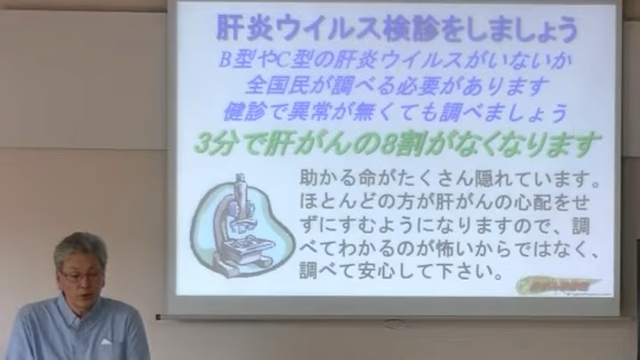 肝炎ウイルス検診をしましょう
B型やC型の肝炎ウイルスがいないか
全国民が調べる必要があります
健診で異常が無くても調べましょう
3分で肝がんの8割がなくなります
助かる命がたくさん隠れています。
ほとんどの方が肝がんの心配をせ
ずにすむようになりますので、調
べてわかるのが怖いからではなく、
調べて安心して下さい。